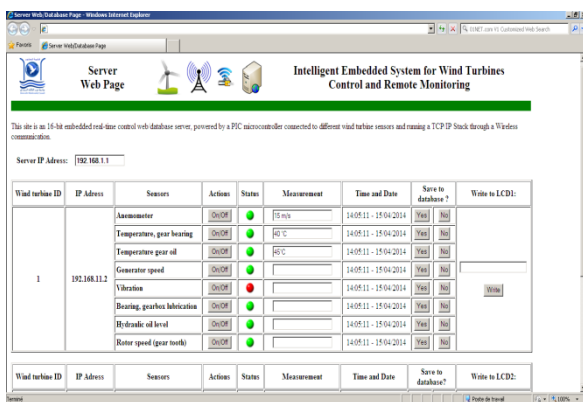 Server Web/Database Page - Windows Internet Explorer
Favoris Server Web/Database Page
Server
Web Page
Intelligent Embedded System for Wind Turbines
Control and Remote Monitoring
This site is an 16-bit embedded real-time control web/database server, powered by a PIC microcontroller connected to different wind turbine sensors and running a TCP IP Stack through a Wireless
communication.
Server IP Adress: 192.168.1.1
Wind turbine ID IP Adress Sensors Actions Status Measurement Time and Date Save to database ? Write to LCD1:
Anemometer On/Off 15 m/s 14:05:11 - 15/04/2014 Yes No
Temperature, gear bearing On/Off 40 °C 14:05:11 - 15/04/2014 Yes No
Temperature gear oil On/Off 45°C 14:05:11 - 15/04/2014 Yes No
Generator speed On/Off 14:05:11 - 15/04/2014 Yes No
1 192.168.11.2 Vibration On/Off 14:05:11 - 15/04/2014 Yes No Write
Bearing, gearbox lubrication On/Off 14:05:11 - 15/04/2014 Yes No
Hydraulic oil level On/Off 14:05:11 - 15/04/2014 Yes No
Rotor speed (gear tooth) On/Off 14:05:11 - 15/04/2014 Yes No
Wind turbine ID IP Adress Sensors Actions Status Measurement Time and Date Save to database? Write to LCD2:
Terminé Poste de travail 100%